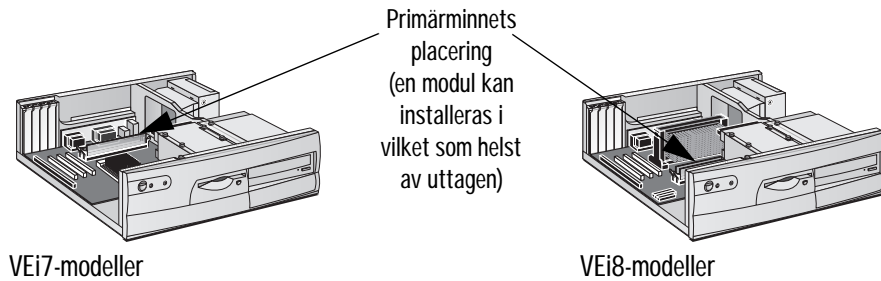 Primärminnets
placering
(en modul kan
installeras i
vilket som helst
av uttagen)
VEi7-modeller
VEi8-modeller